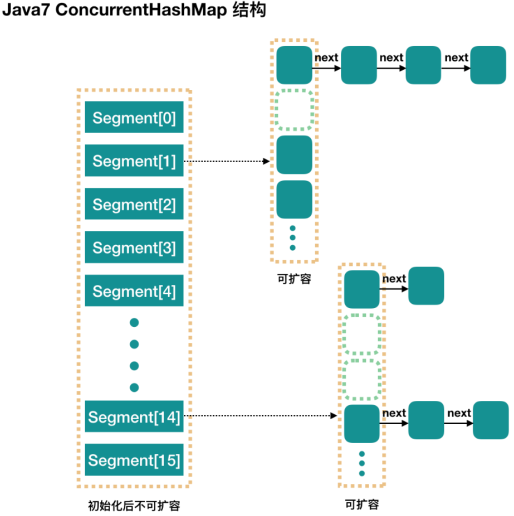 Java7 ConcurrentHashMap 结构
next
next
next
Segment[0]
Segment[1]
Segment[2]
Segment[3]
Segment[4]
可扩容
next
Segment[14]
next
next
Segment[15]
初始化后不可扩容
可扩容